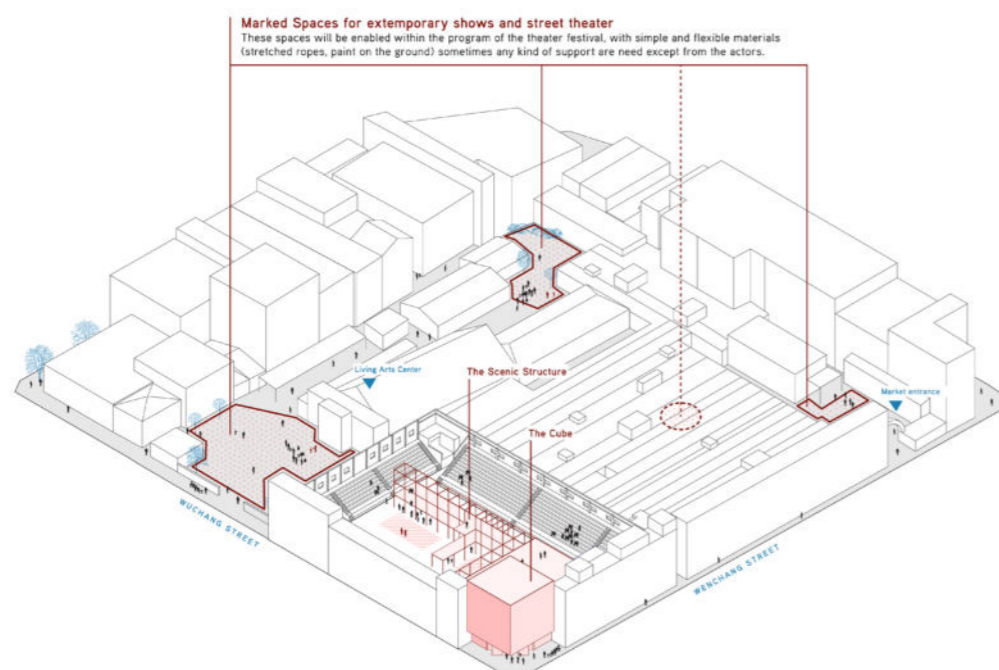 Marked Spaces for extemporary shows and street theater
These spaces will be enabled within the program of the theater festival, with simple and flexible materials
(stretched ropes, paint on the ground) sometimes any kind of support are need except from the actors.
Living Arts Center
The Scenic Structure
Market entrance
The Cube
WUCHANG STREET
WENCHANG STREET